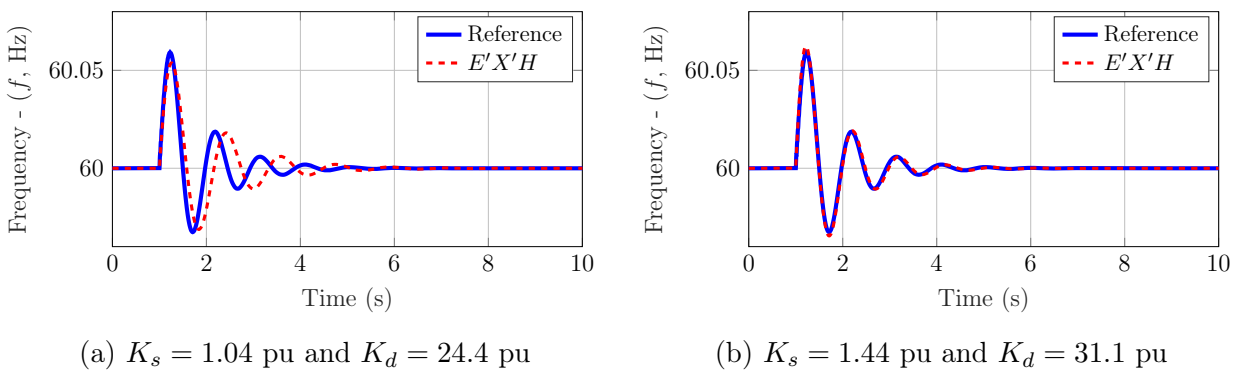 Frequency - (f, Hz)
60.05
60
Reference
E′X′H
0 2 4 6 8 10
Time (s)
(a) K_s = 1.04 pu and K_d = 24.4 pu
Frequency - (f, Hz)
60.05
60
Reference
E′X′H
0 2 4 6 8 10
Time (s)
(b) K_s = 1.44 pu and K_d = 31.1 pu